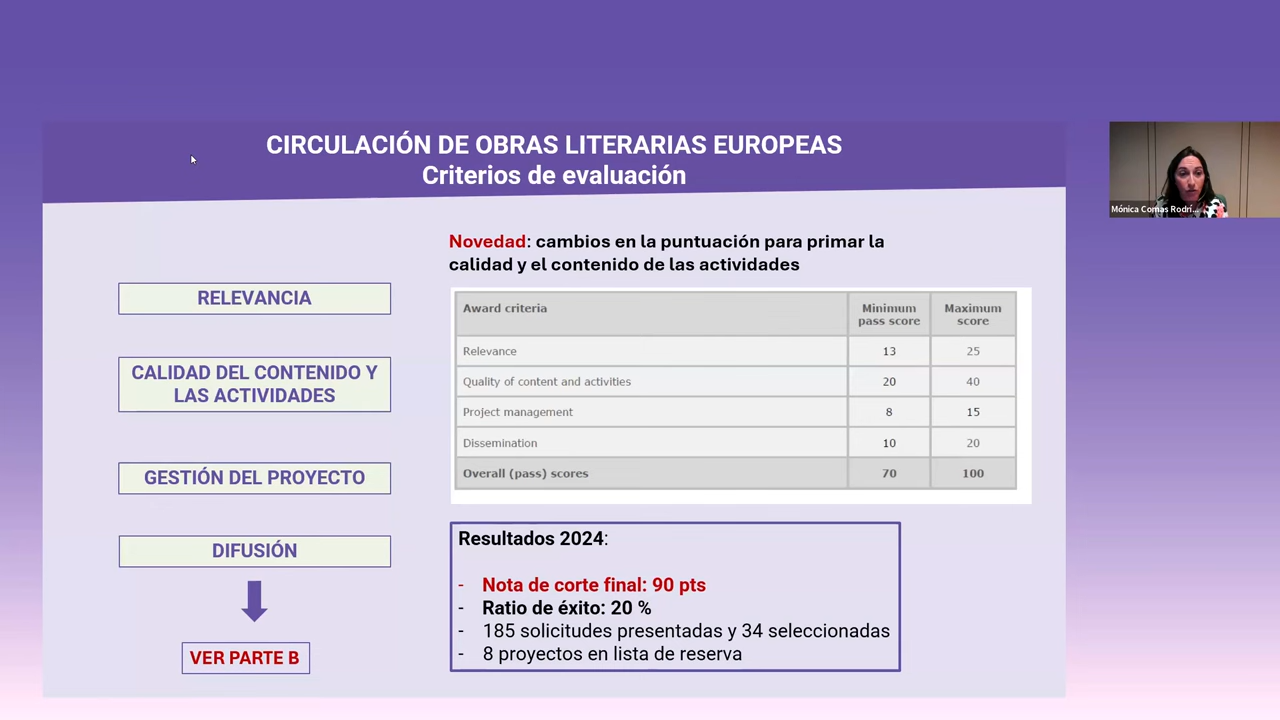 CIRCULACIÓN DE OBRAS LITERARIAS EUROPEAS
Criterios de evaluación
Mónica Comas Rodrí...
Novedad: cambios en la puntuación para primar la
calidad y el contenido de las actividades
RELEVANCIA
CALIDAD DEL CONTENIDO Y
LAS ACTIVIDADES
GESTIÓN DEL PROYECTO
DIFUSIÓN
VER PARTE B
Award criteria Minimum pass score Maximum score
Relevance 13 25
Quality of content and activities 20 40
Project management 8 15
Dissemination 10 20
Overall (pass) scores 70 100
Resultados 2024:
- Nota de corte final: 90 pts
- Ratio de éxito: 20 %
- 185 solicitudes presentadas y 34 seleccionadas
- 8 proyectos en lista de reserva